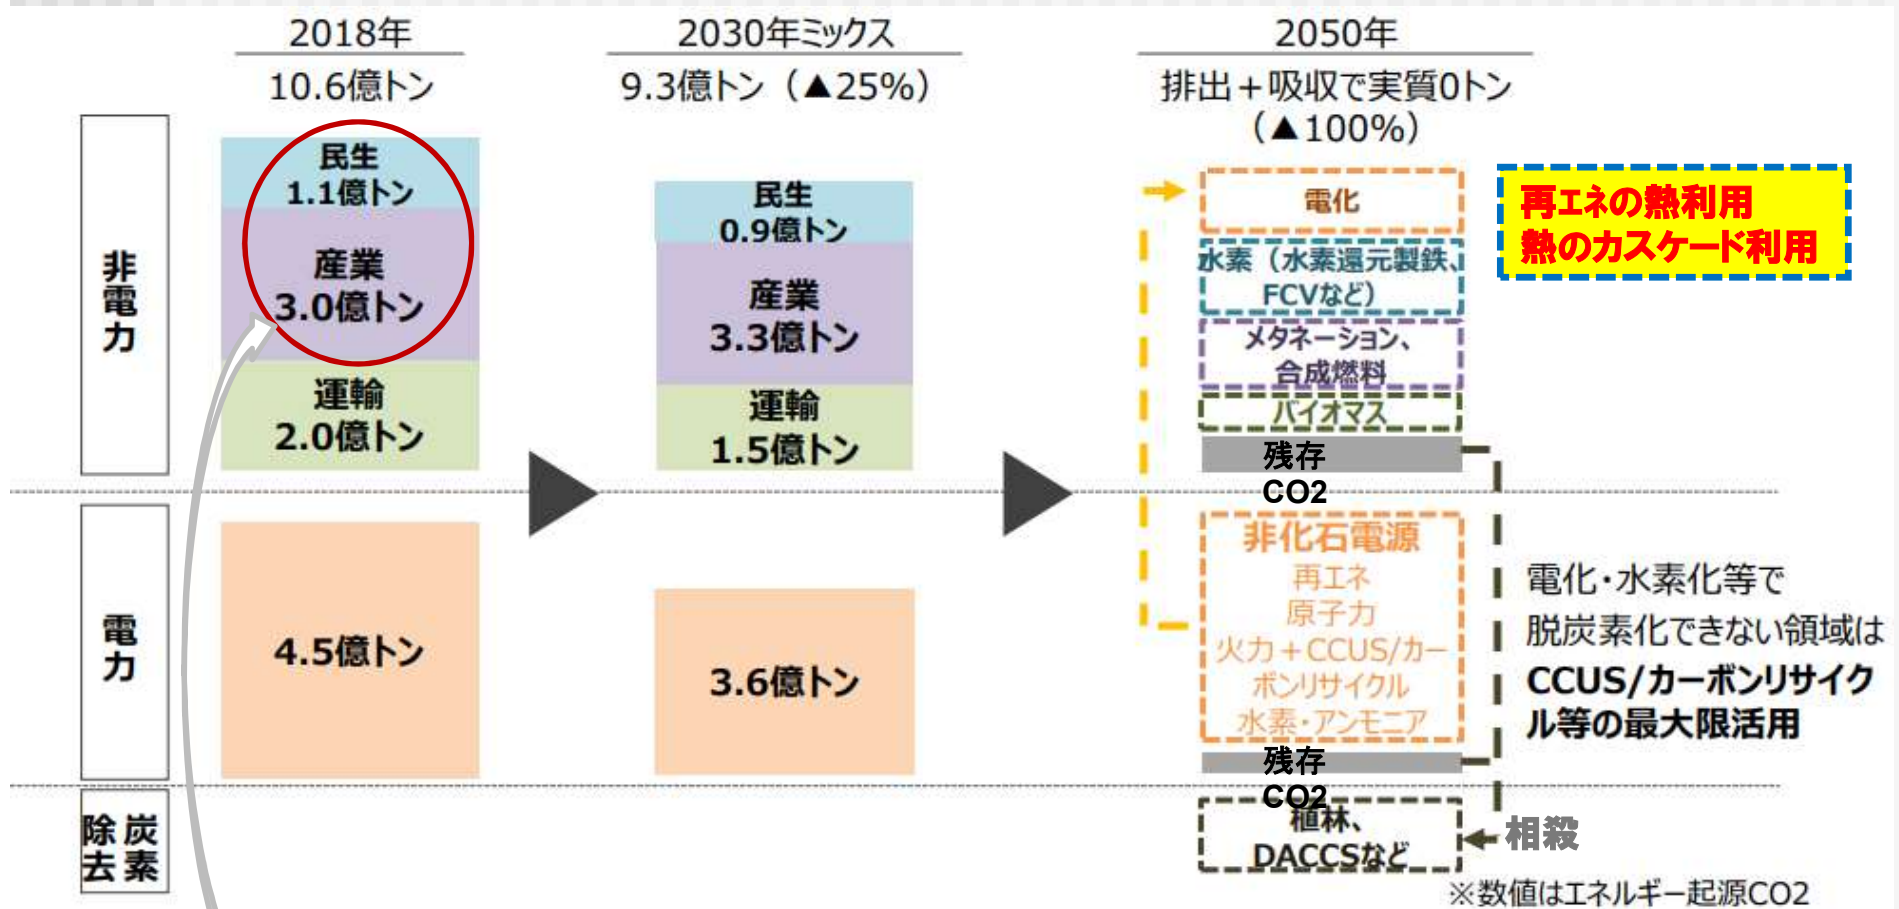 2018年
10.6億トン
2030年ミックス
9.3億トン（▲25%）
2050年
排出＋吸収で実質0トン
（▲100%）
非電力
民生
1.1億トン
産業
3.0億トン
運輸
2.0億トン
民生
0.9億トン
産業
3.3億トン
運輸
1.5億トン
電化
水素（水素還元製鉄、
FCVなど）
メタネーション、
合成燃料
バイオマス
残存
CO2
再エネの熱利用
熱のカスケード利用
電力
4.5億トン
3.6億トン
非化石電源
再エネ
原子力
火力＋CCUS/カー
ボンリサイクル
水素・アンモニア
残存
CO2
電化・水素化等で
脱炭素化できない領域は
CCUS/カーボンリサイク
ル等の最大限活用
炭素
除去
植林、
DACCSなど
相殺
※数値はエネルギー起源CO2